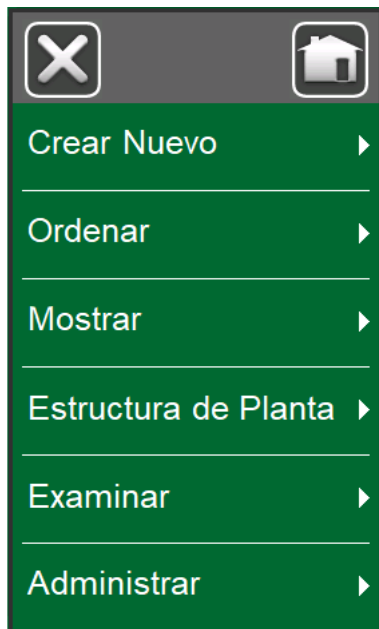 Crear Nuevo
Ordenar
Mostrar
Estructura de Planta
Examinar
Administrar